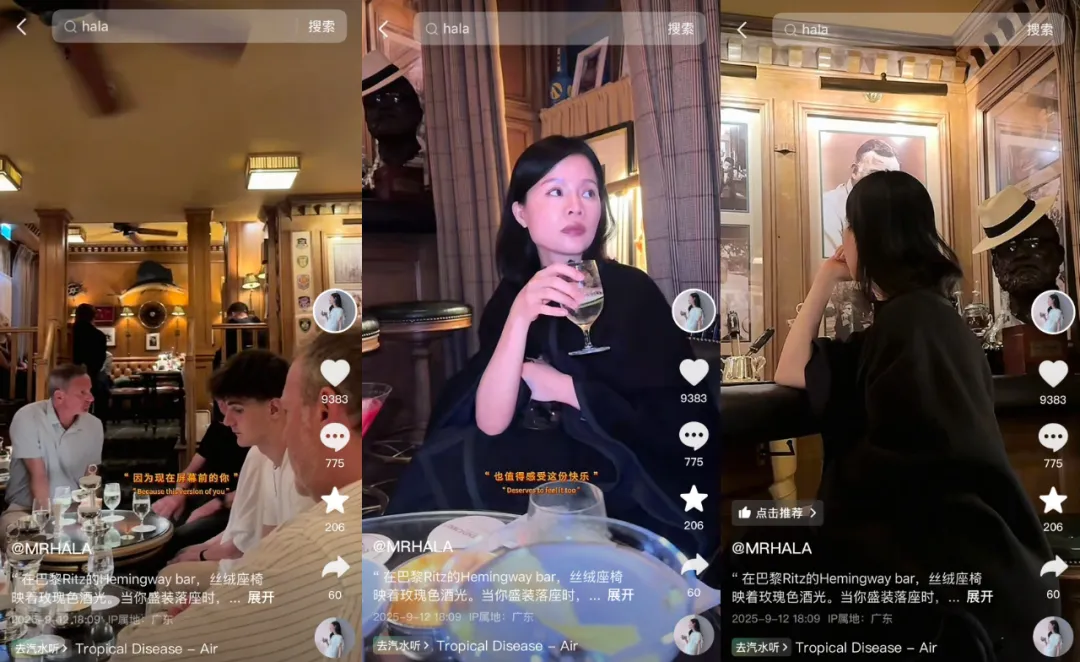 hala
搜索
“因为现在屏幕前的你”
"Because this version of you"
9383
775
206
60
@MRHALA
“ 在巴黎Ritz的Hemingway bar，丝绒座椅
映着玫瑰色酒光。当你盛装落座时，... 展开
2025-9-12 18:09 IP属地：广东
去汽水听 Tropical Disease – Air
hala
搜索
“也值得感受这份快乐”
"Deserves to feel it too"
9383
775
206
60
@MRHALA
“ 在巴黎Ritz的Hemingway bar，丝绒座椅
映着玫瑰色酒光。当你盛装落座时，... 展开
2025-9-12 18:09 IP属地：广东
去汽水听 Tropical Disease – Air
hala
搜索
9383
775
206
60
点击推荐
@MRHALA
“ 在巴黎Ritz的Hemingway bar，丝绒座椅
映着玫瑰色酒光。当你盛装落座时，... 展开
2025-9-12 18:09 IP属地：广东
去汽水听 Tropical Disease – Air